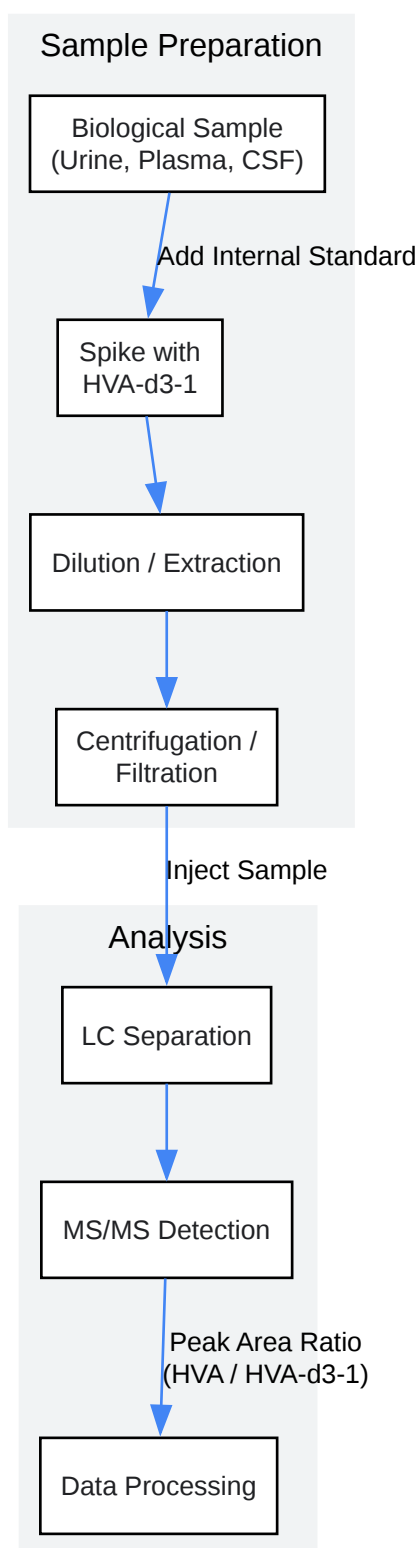 Sample Preparation
Biological Sample
(Urine, Plasma, CSF)
Add Internal Standard
Spike with
HVA-d3-1
Dilution / Extraction
Centrifugation /
Filtration
Inject Sample
Analysis
LC Separation
MS/MS Detection
Peak Area Ratio
(HVA / HVA-d3-1)
Data Processing